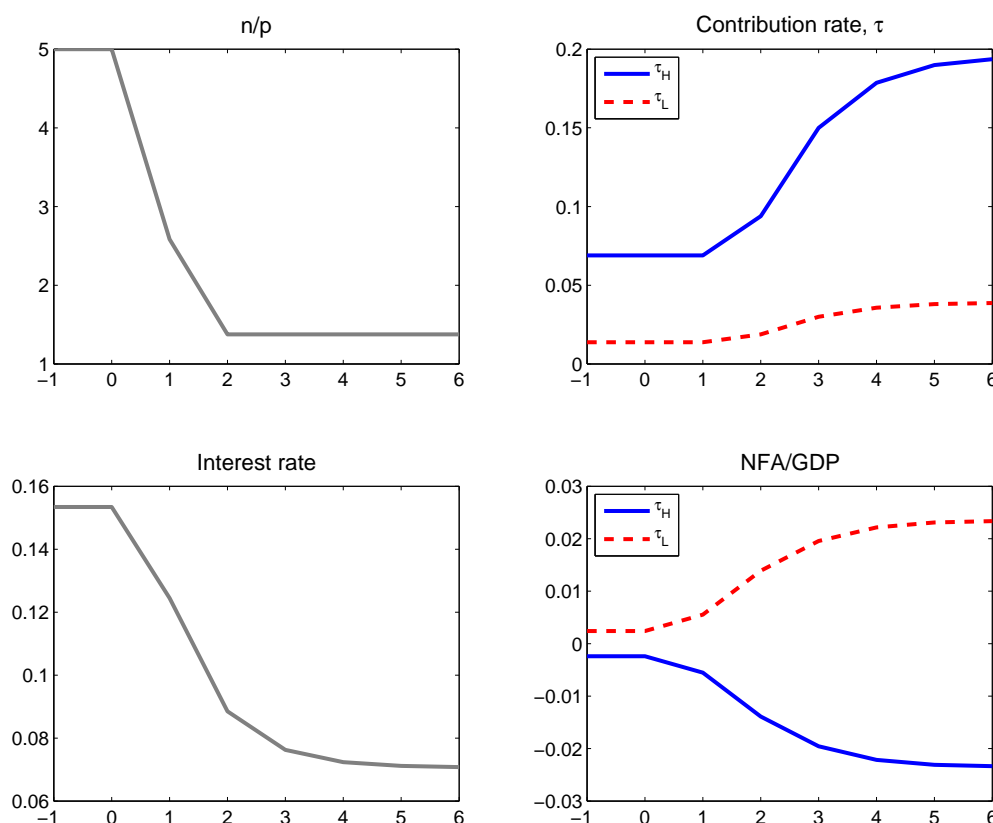 n/p
5
4
3
2
1
−1 0 1 2 3 4 5 6
Contribution rate, τ
τH
τL
0.2
0.15
0.1
0.05
0
−1 0 1 2 3 4 5 6
Interest rate
0.16
0.14
0.12
0.1
0.08
0.06
−1 0 1 2 3 4 5 6
NFA/GDP
τH
τL
0.03
0.02
0.01
0
−0.01
−0.02
−0.03
−1 0 1 2 3 4 5 6